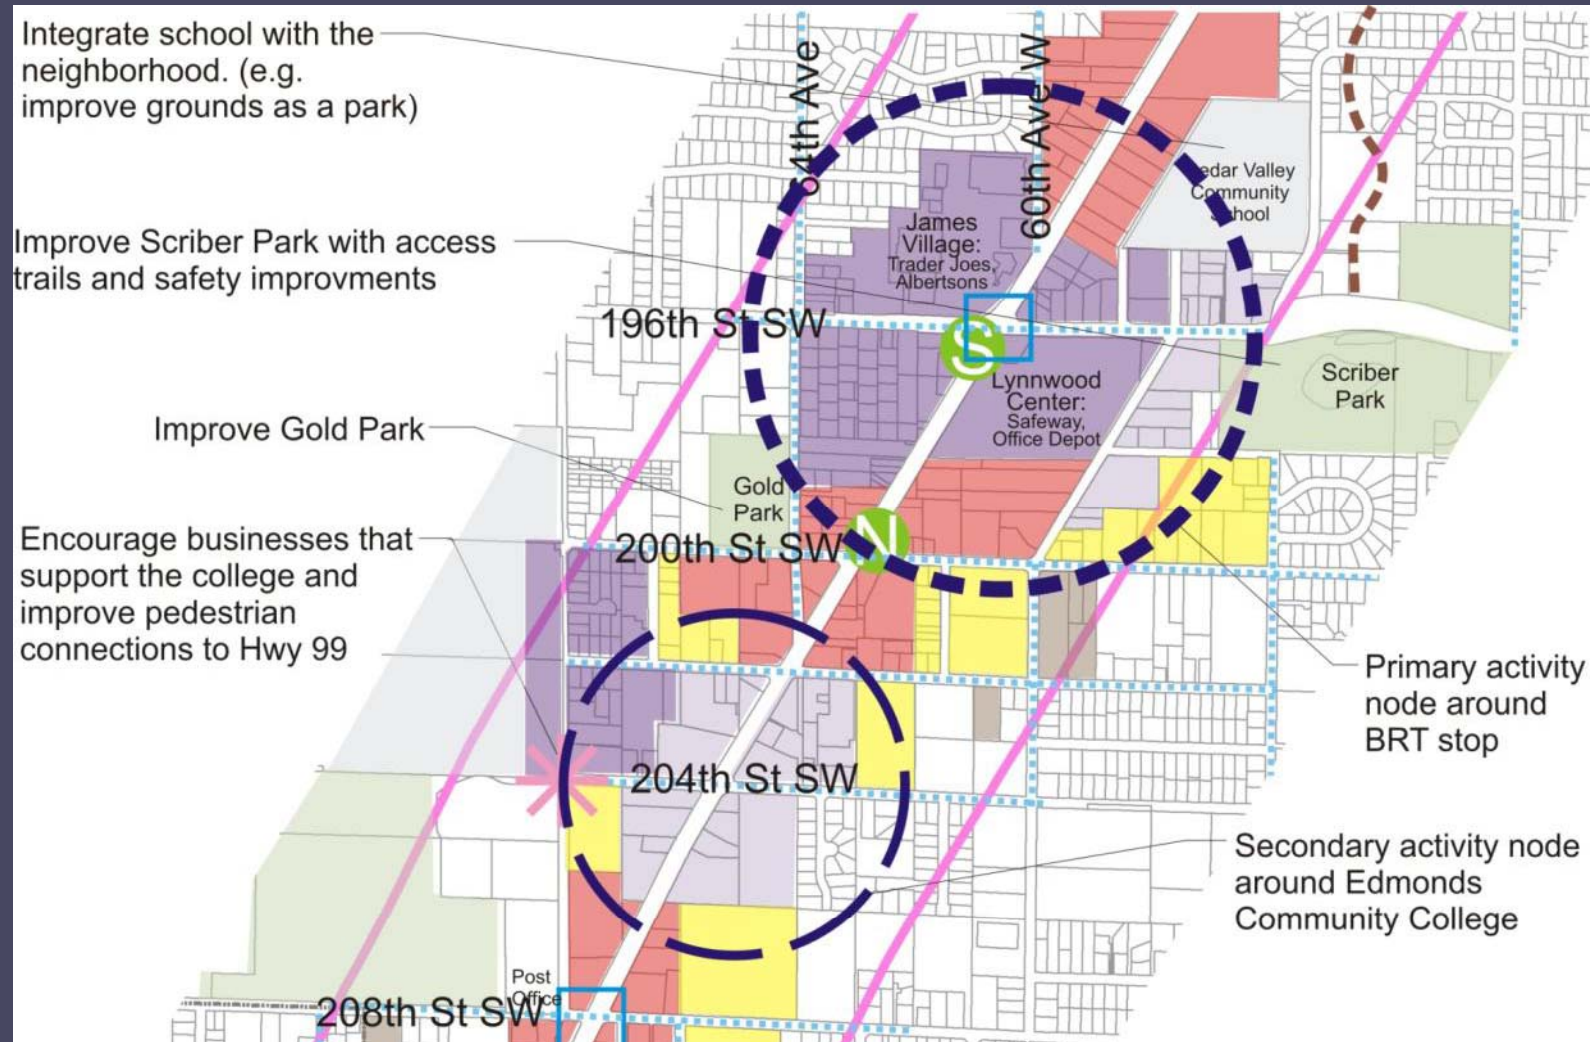 Integrate school with the
neighborhood. (e.g.
improve grounds as a park)
64th Ave
60th Ave W
edar Valley
Community
School
James
Village:
Trader Joes,
Albertsons
Improve Scriber Park with access
trails and safety improvments
196th St SW
S
Lynnwood
Center:
Safeway,
Office Depot
Scriber
Park
Improve Gold Park
Gold
Park
Encourage businesses that
support the college and
improve pedestrian
connections to Hwy 99
200th St SW
N
Primary activity
node around
BRT stop
204th St SW
Secondary activity node
around Edmonds
Community College
Post
Office
208th St SW